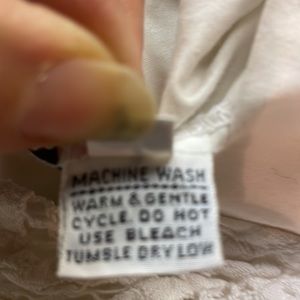 MACHINE WASH
WARM & GENTLE
CYCLE. DO NOT
USE BLEACH
TUMBLE DRY LOW